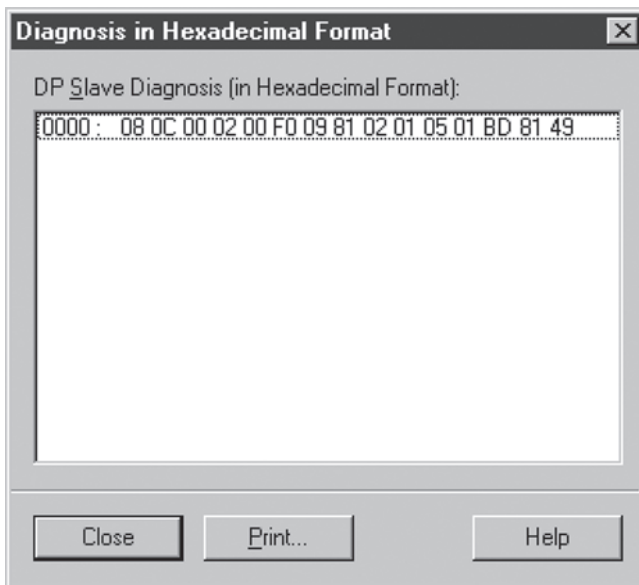 Diagnosis in Hexadecimal Format
DP Slave Diagnosis (in Hexadecimal Format):
0000 : 08 0C 00 02 00 F0 09 81 02 01 05 01 BD 81 49
Close Print... Help